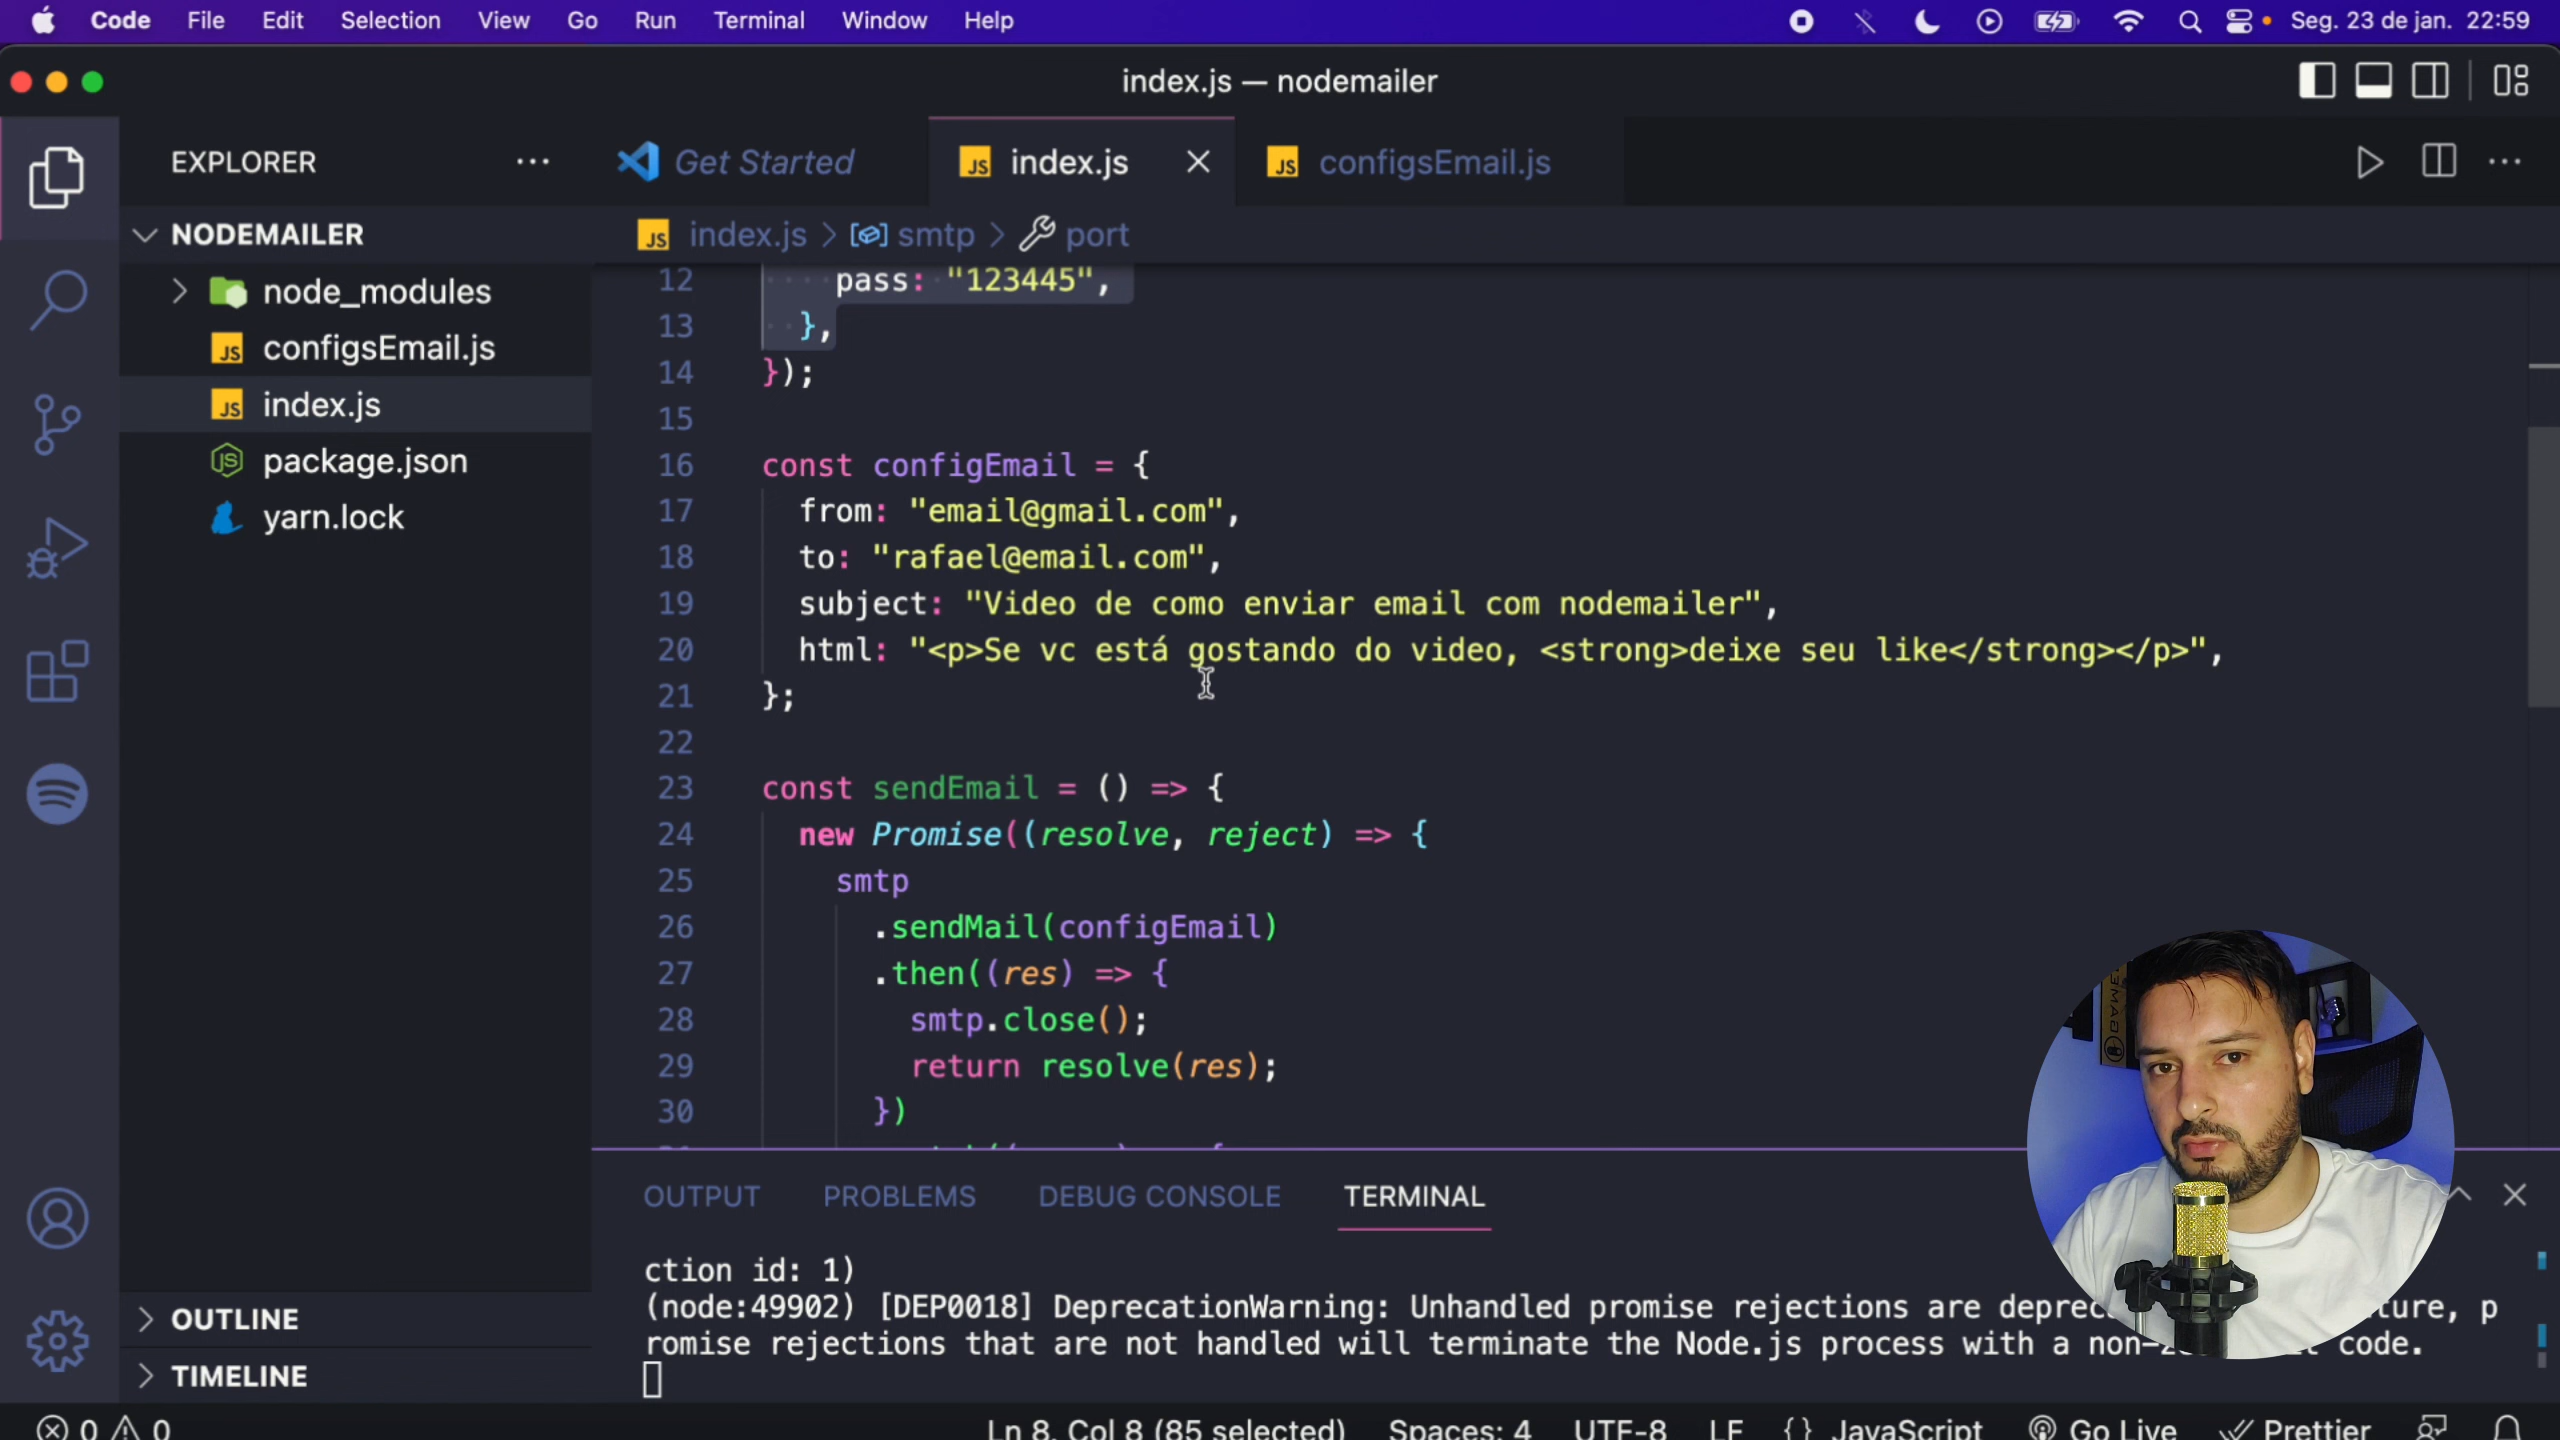 Code File Edit Selection View Go Run Terminal Window Help Seg. 23 de jan. 22:59
index.js — nodemailer
EXPLORER ···
Get Started
JS index.js
JS configsEmail.js
NODEMAILER
JS index.js > smtp > port
node_modules
JS configsEmail.js
JS index.js
package.json
yarn.lock
12 pass: "123445",
13 },
14 });
15
16 const configEmail = {
17 from: "email@gmail.com",
18 to: "rafael@email.com",
19 subject: "Video de como enviar email com nodemailer",
20 html: "<p>Se vc está gostando do video, <strong>deixe seu like</strong></p>",
21 };
22
23 const sendEmail = () => {
24 new Promise((resolve, reject) => {
25 smtp
26 .sendMail(configEmail)
27 .then((res) => {
28 smtp.close();
29 return resolve(res);
30 })
OUTPUT PROBLEMS DEBUG CONSOLE TERMINAL
ction id: 1)
(node:49902) [DEP0018] DeprecationWarning: Unhandled promise rejections are p
romise rejections that are not handled will terminate the Node.js process with a code.
OUTLINE
TIMELINE
0 0 Ln 8, Col 8 (85 selected) Spaces: 4 UTF-8 LF {} JavaScript Go Live Prettier